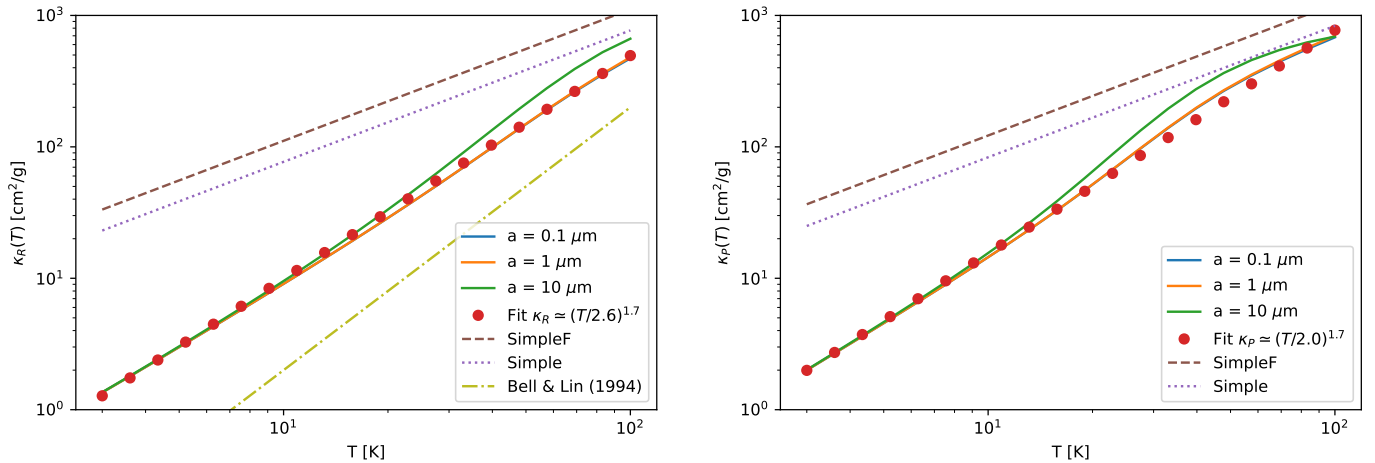 10³
10²
10¹
10⁰
κ_R(T) [cm²/g]
10¹
10²
T [K]
a = 0.1 μm
a = 1 μm
a = 10 μm
Fit κ_R ≃ (T/2.6)^1.7
SimpleF
Simple
Bell & Lin (1994)
10³
10²
10¹
10⁰
κ_P(T) [cm²/g]
10¹
10²
T [K]
a = 0.1 μm
a = 1 μm
a = 10 μm
Fit κ_P ≃ (T/2.0)^1.7
SimpleF
Simple